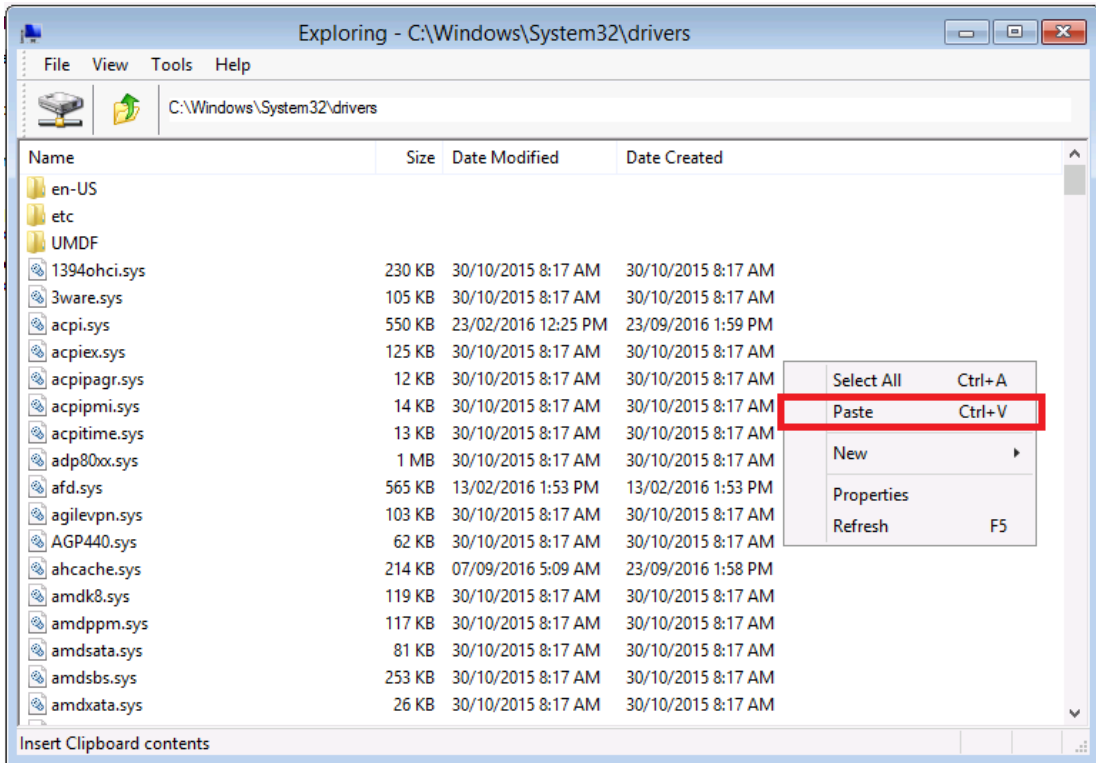 Exploring - C:\Windows\System32\drivers
File View Tools Help
C:\Windows\System32\drivers
Name Size Date Modified Date Created
en-US
etc
UMDF
1394ohci.sys 230 KB 30/10/2015 8:17 AM 30/10/2015 8:17 AM
3ware.sys 105 KB 30/10/2015 8:17 AM 30/10/2015 8:17 AM
acpi.sys 550 KB 23/02/2016 12:25 PM 23/09/2016 1:59 PM
acpiex.sys 125 KB 30/10/2015 8:17 AM 30/10/2015 8:17 AM
acpipagr.sys 12 KB 30/10/2015 8:17 AM 30/10/2015 8:17 AM
acpipmi.sys 14 KB 30/10/2015 8:17 AM 30/10/2015 8:17 AM
acpitime.sys 13 KB 30/10/2015 8:17 AM 30/10/2015 8:17 AM
adp80xx.sys 1 MB 30/10/2015 8:17 AM 30/10/2015 8:17 AM
afd.sys 565 KB 13/02/2016 1:53 PM 13/02/2016 1:53 PM
agilevpn.sys 103 KB 30/10/2015 8:17 AM 30/10/2015 8:17 AM
AGP440.sys 62 KB 30/10/2015 8:17 AM 30/10/2015 8:17 AM
ahcache.sys 214 KB 07/09/2016 5:09 AM 23/09/2016 1:58 PM
amdk8.sys 119 KB 30/10/2015 8:17 AM 30/10/2015 8:17 AM
amdppm.sys 117 KB 30/10/2015 8:17 AM 30/10/2015 8:17 AM
amdsata.sys 81 KB 30/10/2015 8:17 AM 30/10/2015 8:17 AM
amdsbs.sys 253 KB 30/10/2015 8:17 AM 30/10/2015 8:17 AM
amdxata.sys 26 KB 30/10/2015 8:17 AM 30/10/2015 8:17 AM
Select All Ctrl+A
Paste Ctrl+V
New
Properties
Refresh F5
Insert Clipboard contents